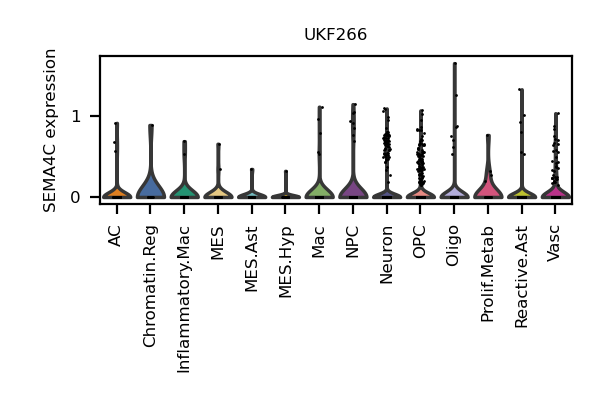 UKF266
SEMA4C expression
1
0
AC
Chromatin.Reg
Inflammatory.Mac
MES
MES.Ast
MES.Hyp
Mac
NPC
Neuron
OPC
Oligo
Prolif.Metab
Reactive.Ast
Vasc